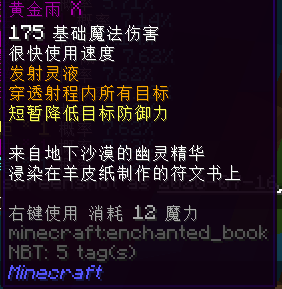 黄金雨 X
175 基础魔法伤害
很快使用速度
发射灵液
穿透射程内所有目标
短暂降低目标防御力
来自地下沙漠的幽灵精华
浸染在羊皮纸制作的符文书上
右键使用 消耗 12 魔力
minecraft:enchanted_book
NBT: 5 tag(s)
Minecraft